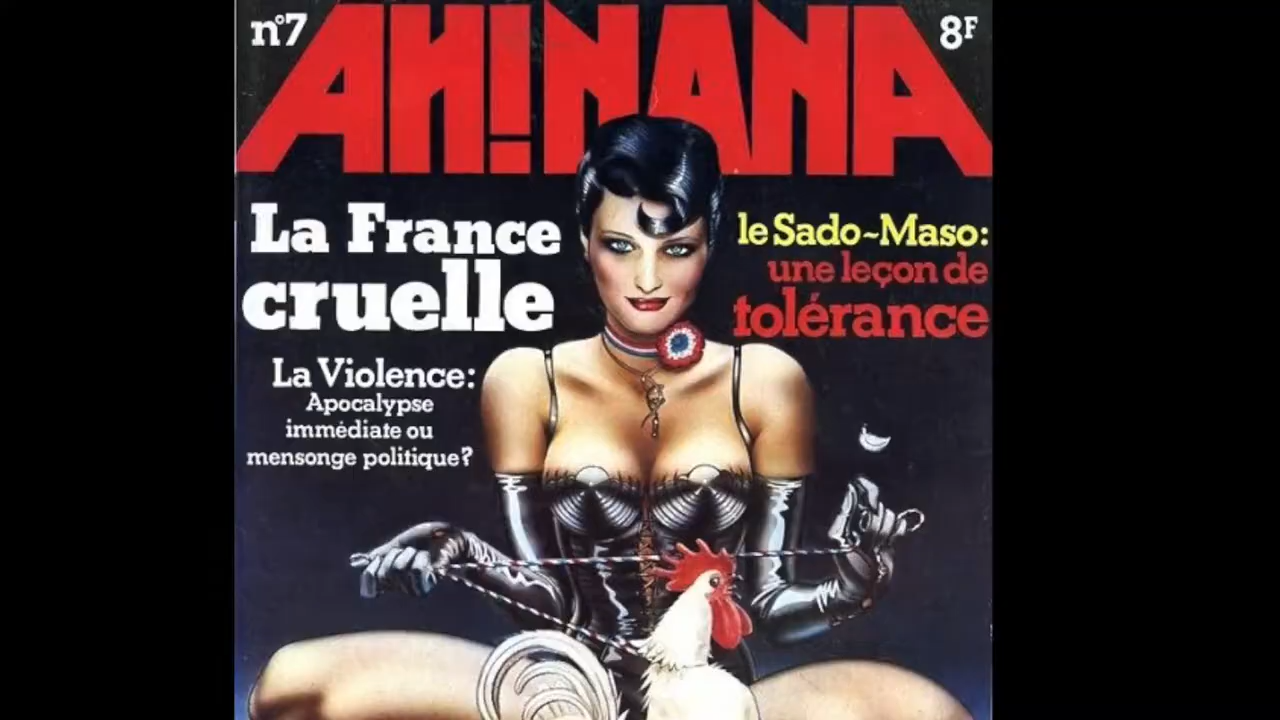 n°7
AH!NANA
8F
La France
cruelle
La Violence:
Apocalypse
immédiate ou
mensonge politique?
le Sado~Maso:
une leçon de
tolérance